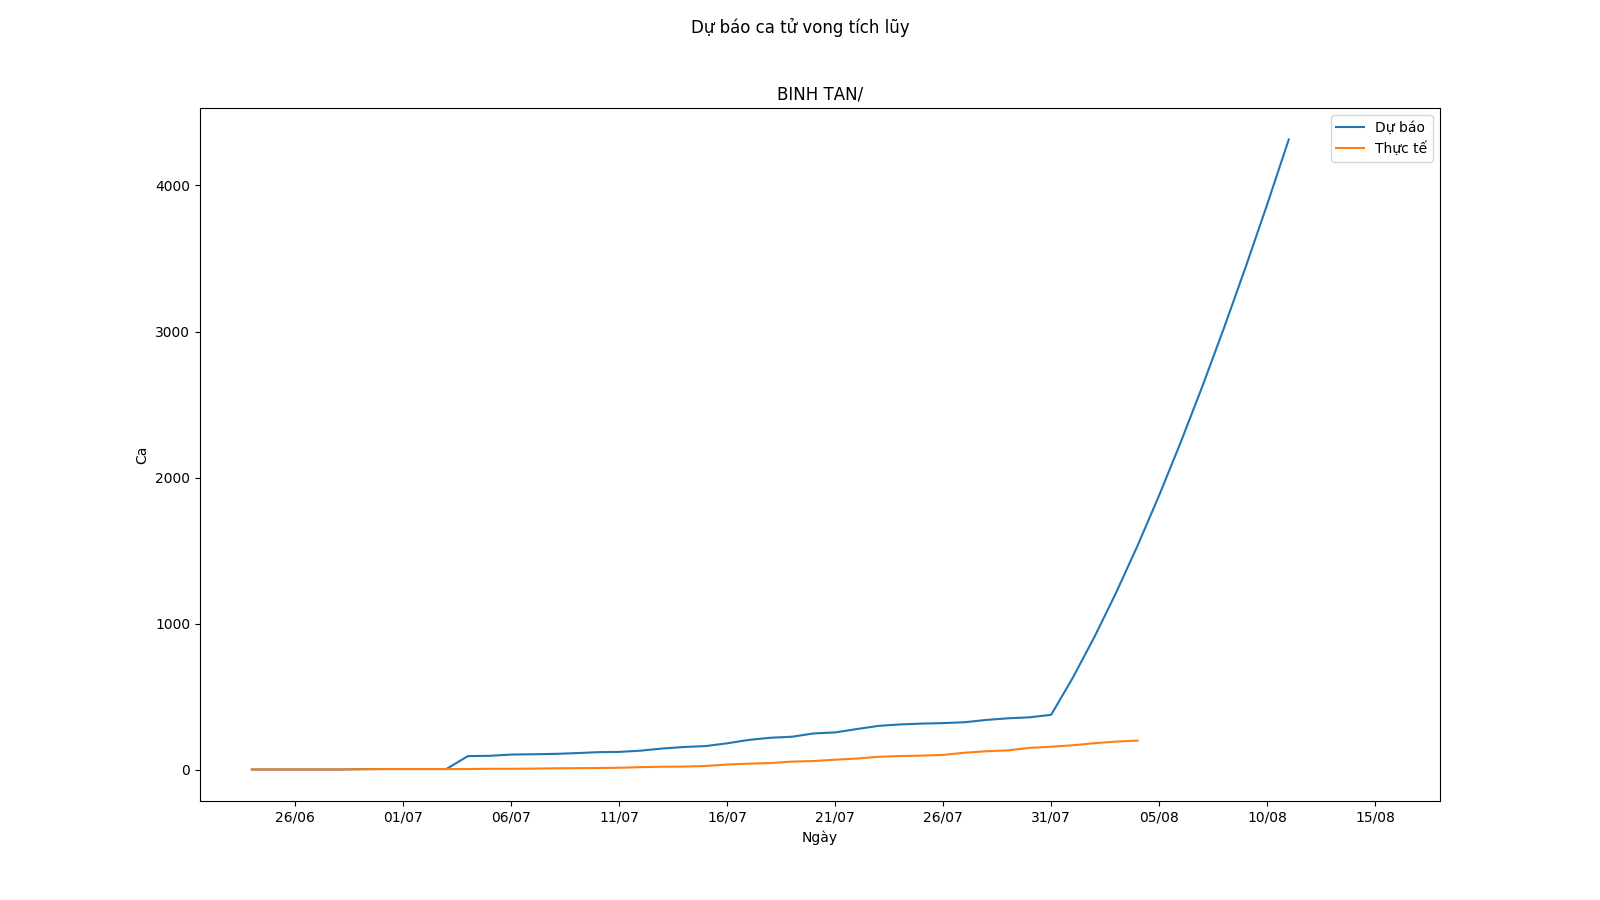 Dự báo ca tử vong tích lũy
BINH TAN/
Dự báo
Thực tế
4000
3000
2000
1000
0
Ca
26/06 01/07 06/07 11/07 16/07 21/07 26/07 31/07 05/08 10/08 15/08
Ngày